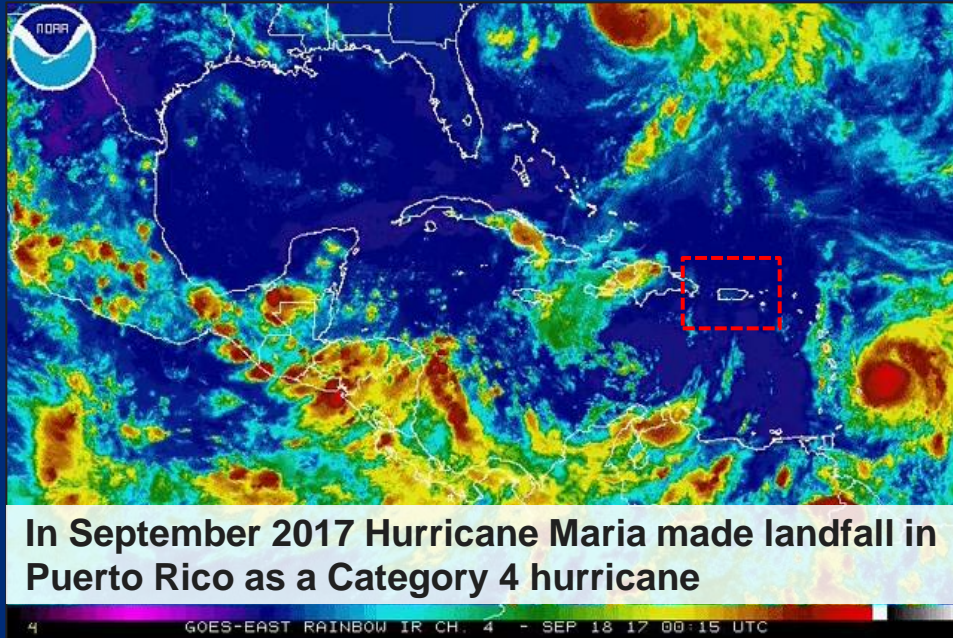 NOAA
In September 2017 Hurricane Maria made landfall in
Puerto Rico as a Category 4 hurricane
4 GOES-EAST RAINBOW IR CH. 4 - SEP 18 17 00:15 UTC